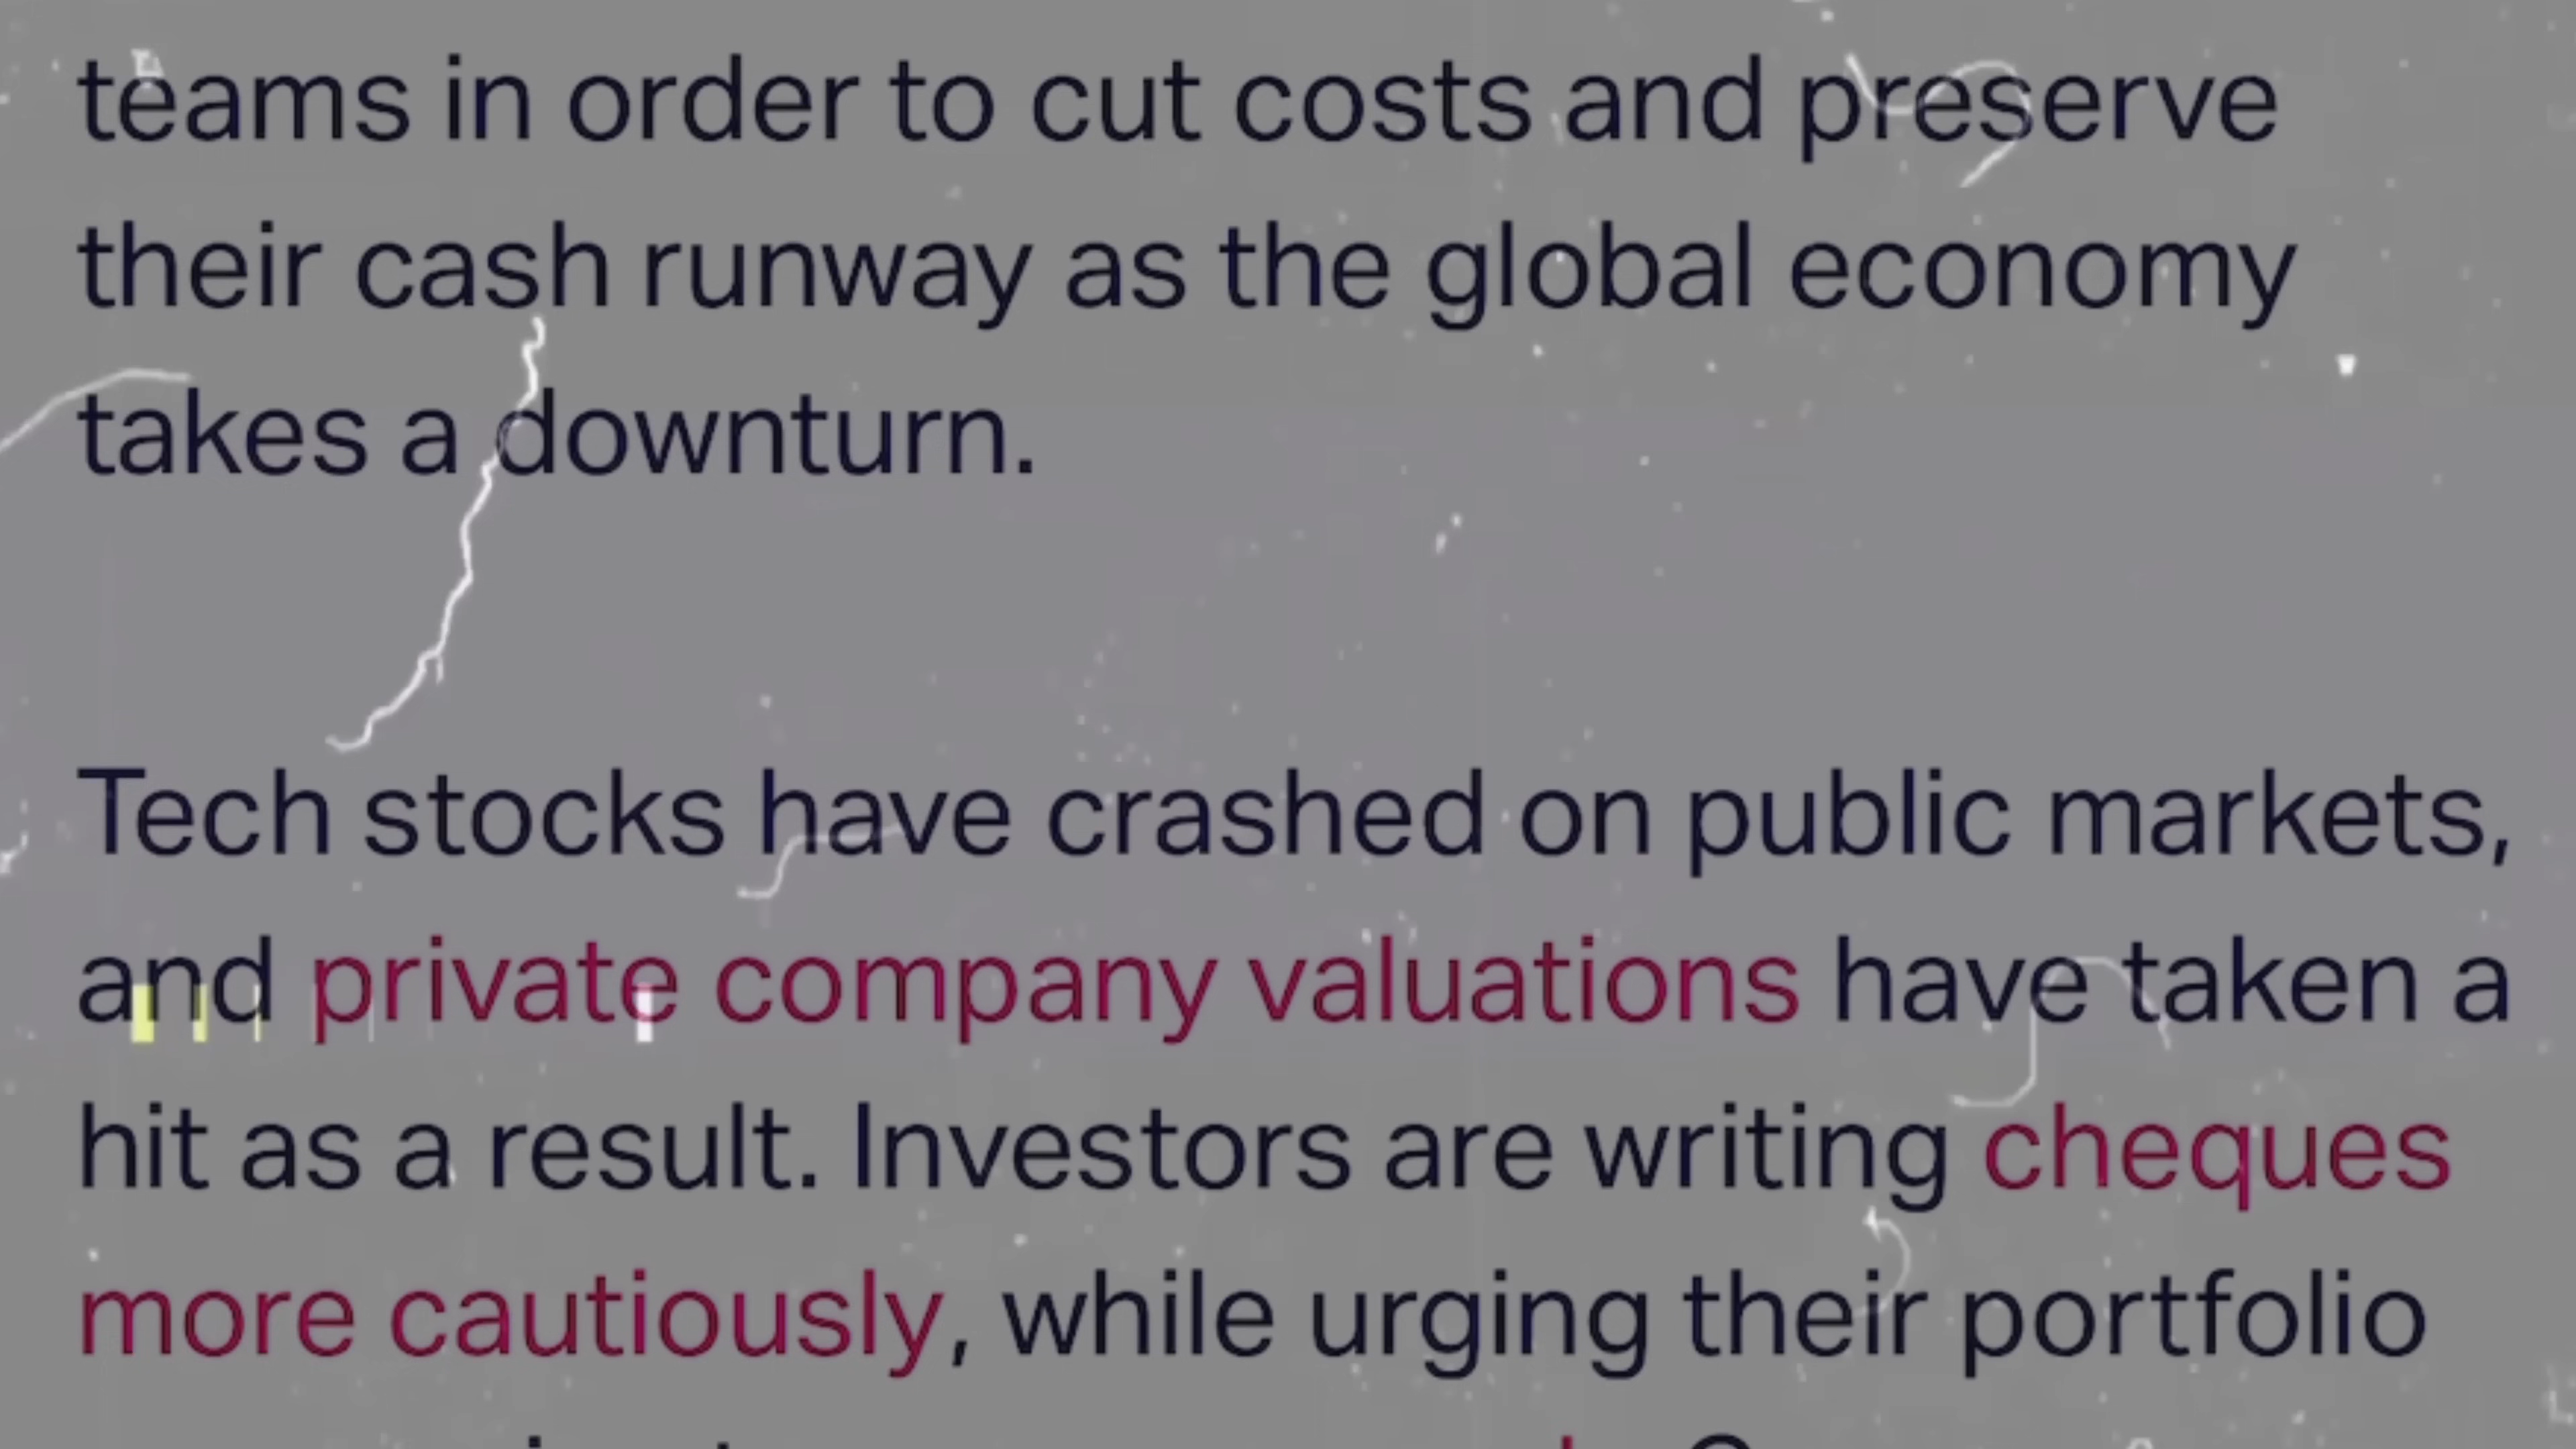 teams in order to cut costs and preserve
their cash runway as the global economy
takes a downturn.
Tech stocks have crashed on public markets,
and private company valuations have taken a
hit as a result. Investors are writing cheques
more cautiously, while urging their portfolio